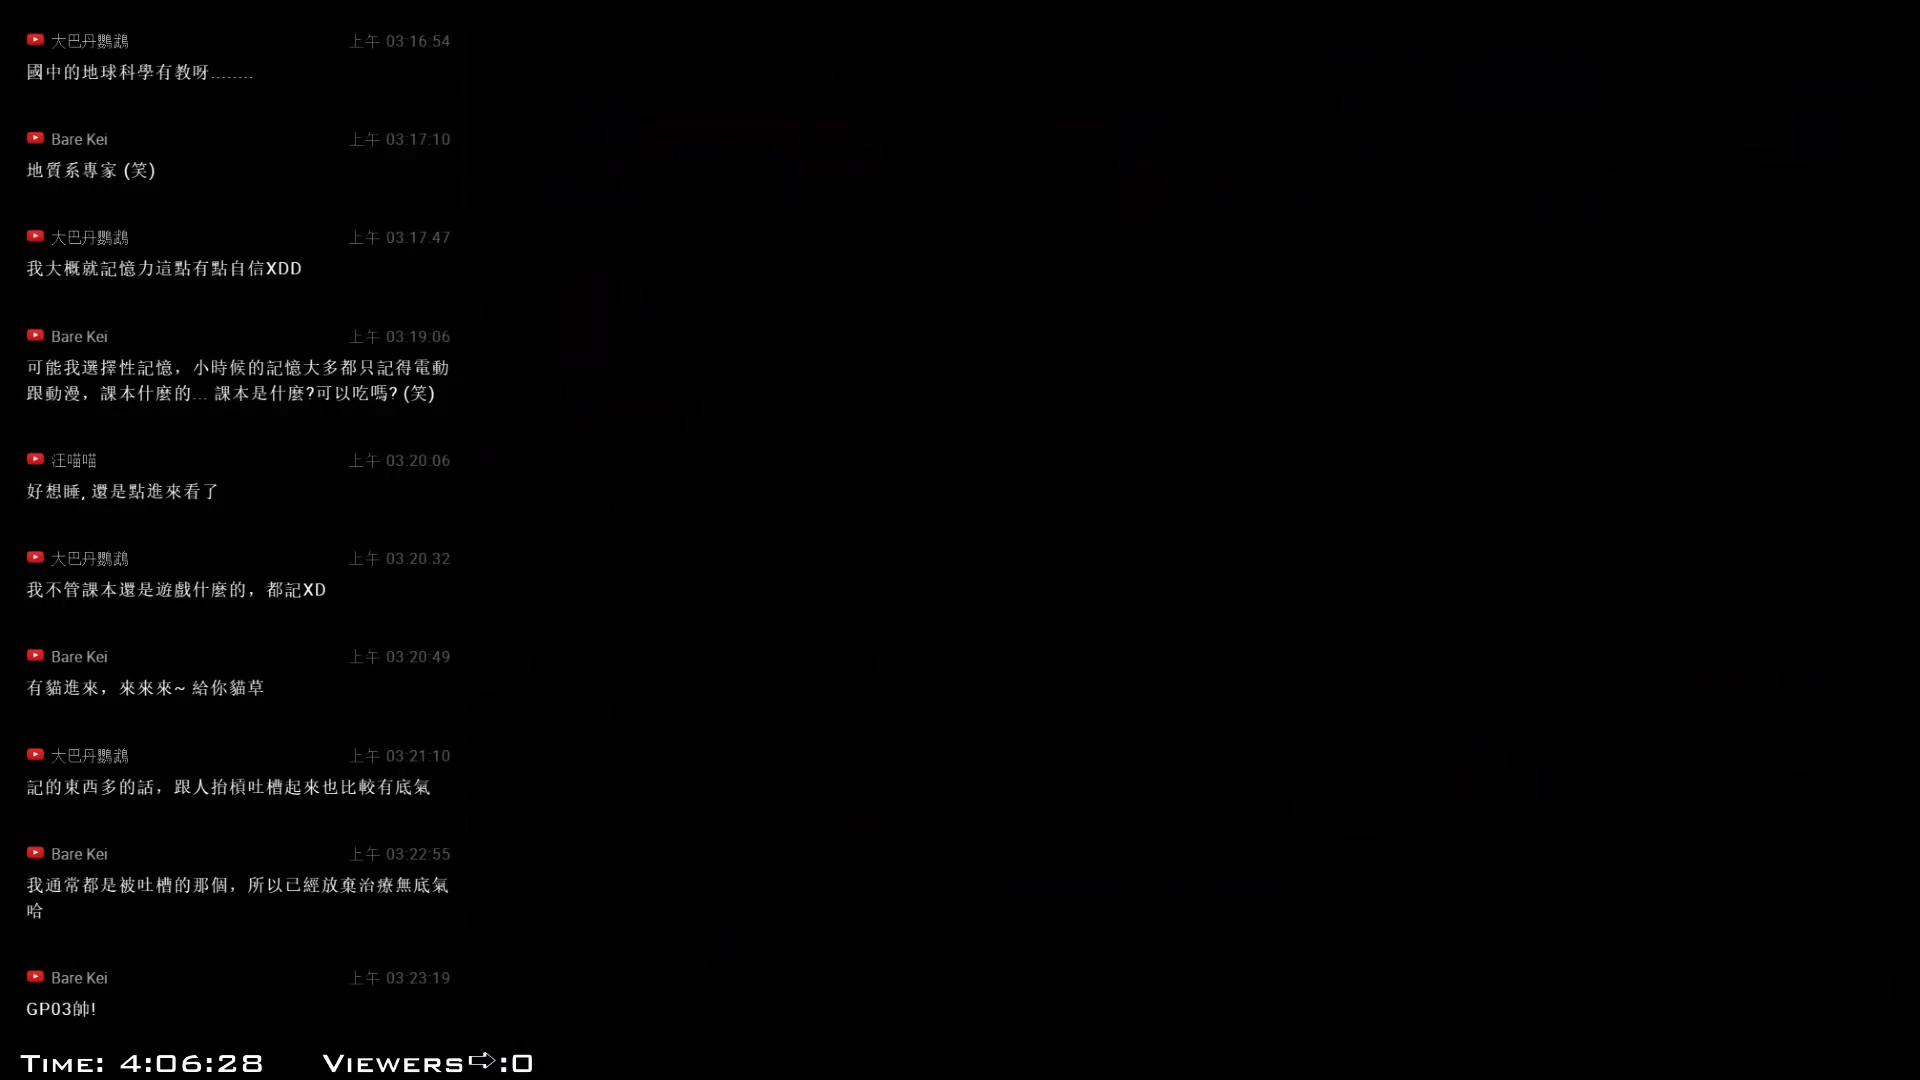 大巴丹鸚鵡 上午 03:16:54
國中的地球科學有教呀........
Bare Kei 上午 03:17:10
地質系專家 (笑)
大巴丹鸚鵡 上午 03:17:47
我大概就記憶力這點有點自信XDD
Bare Kei 上午 03:19:06
可能我選擇性記憶，小時候的記憶大多都只記得電動
跟動漫，課本什麼的... 課本是什麼?可以吃嗎? (笑)
汪喵喵 上午 03:20:06
好想睡, 還是點進來看了
大巴丹鸚鵡 上午 03:20:32
我不管課本還是遊戲什麼的，都記XD
Bare Kei 上午 03:20:49
有貓進來，來來來~ 給你貓草
大巴丹鸚鵡 上午 03:21:10
記的東西多的話，跟人抬槓吐槽起來也比較有底氣
Bare Kei 上午 03:22:55
我通常都是被吐槽的那個，所以已經放棄治療無底氣
哈
Bare Kei 上午 03:23:19
GP03帥!
Time: 4:06:28 Viewers➪:0